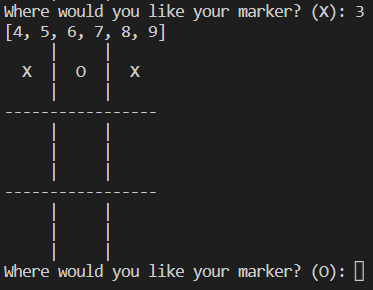 Where would you like your marker? (X): 3
[4, 5, 6, 7, 8, 9]
     |     |
  X  |  O  |  X
     |     |
-----------------
     |     |
     |     |
     |     |
-----------------
     |     |
     |     |
     |     |
Where would you like your marker? (O):